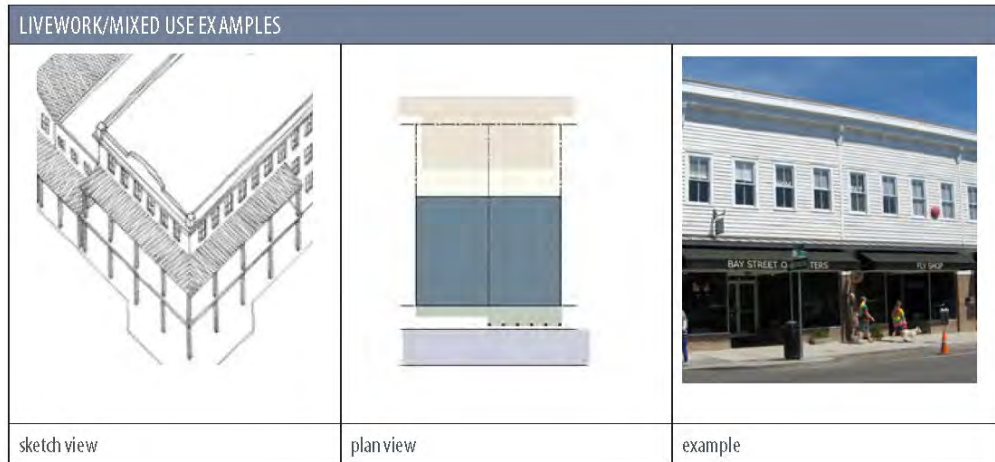 LIVEWORK/MIXED USE EXAMPLES
BAY STREET
FLY SHOP
sketch view
plan view
example